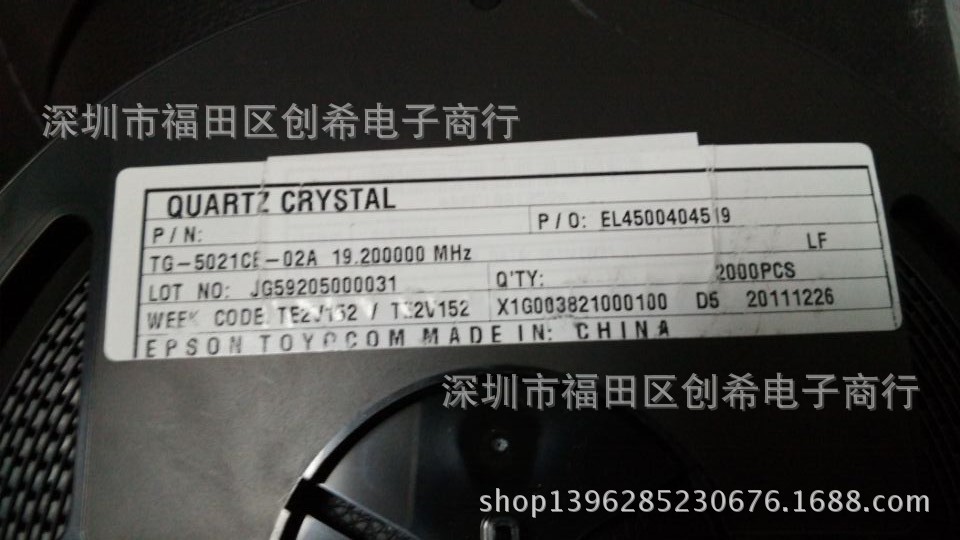 深圳市福田区创希电子商行
QUARTZ CRYSTAL
P/N:
P/O: EL4500404519
TG-5021CE-02A 19.200000 MHz
LF
LOT NO: JG59205000031
Q'TY: 2000PCS
WEEK CODE
X1G003821000100 D5 20111226
EPSON TOYOCOM MADE IN: CHINA
深圳市福田区创希电子商行
shop1396285230676.1688.com